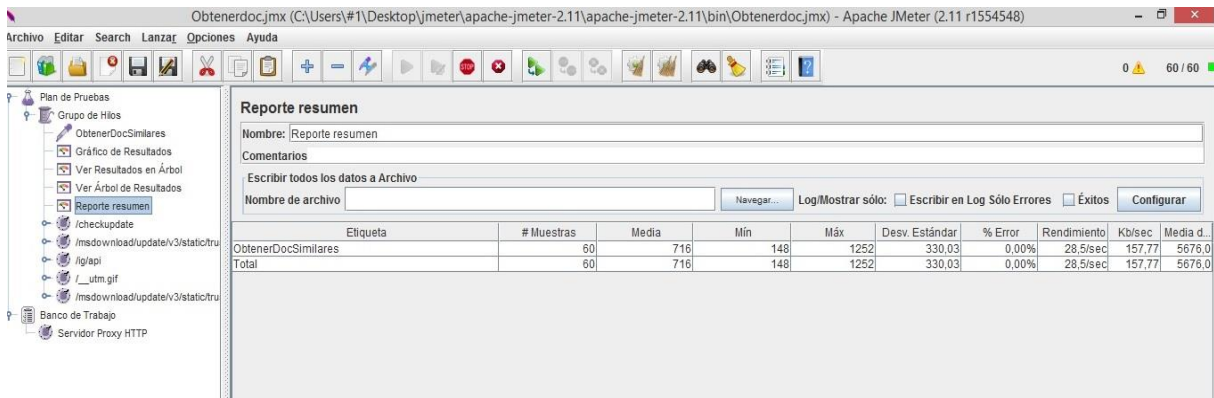 Obtenerdoc.jmx (C:\Users\#1\Desktop\jmeter\apache-jmeter-2.11\apache-jmeter-2.11\bin\Obtenerdoc.jmx) - Apache JMeter (2.11 r1554548)
Archivo Editar Search Lanzar Opciones Ayuda
STOP
0 60 / 60
Plan de Pruebas
Grupo de Hilos
ObtenerDocSimilares
Gráfico de Resultados
Ver Resultados en Árbol
Ver Árbol de Resultados
Reporte resumen
/checkupdate
/msdownload/update/v3/static/tru
/ig/api
/__utm.gif
/msdownload/update/v3/static/tru
Banco de Trabajo
Servidor Proxy HTTP
Reporte resumen
Nombre: Reporte resumen
Comentarios
Escribir todos los datos a Archivo
Nombre de archivo Navegar... Log/Mostrar sólo: Escribir en Log Sólo Errores Éxitos Configurar
Etiqueta # Muestras Media Mín Máx Desv. Estándar % Error Rendimiento Kb/sec Media d...
ObtenerDocSimilares 60 716 148 1252 330,03 0,00% 28,5/sec 157,77 5676,0
Total 60 716 148 1252 330,03 0,00% 28,5/sec 157,77 5676,0